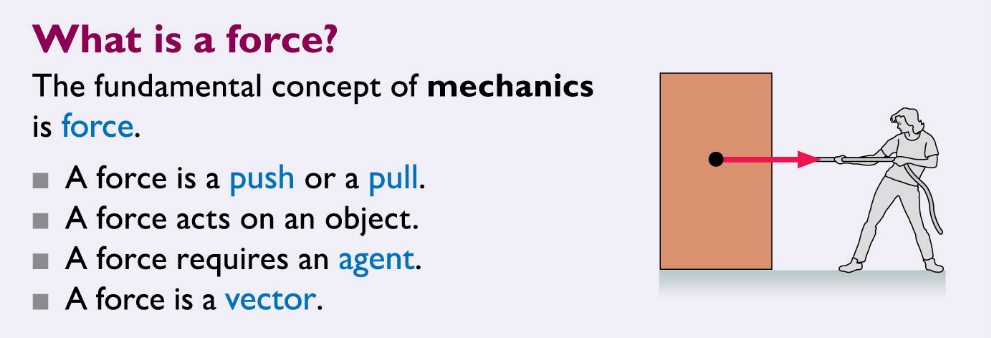 What is a force?
The fundamental concept of mechanics
is force.
■ A force is a push or a pull.
■ A force acts on an object.
■ A force requires an agent.
■ A force is a vector.